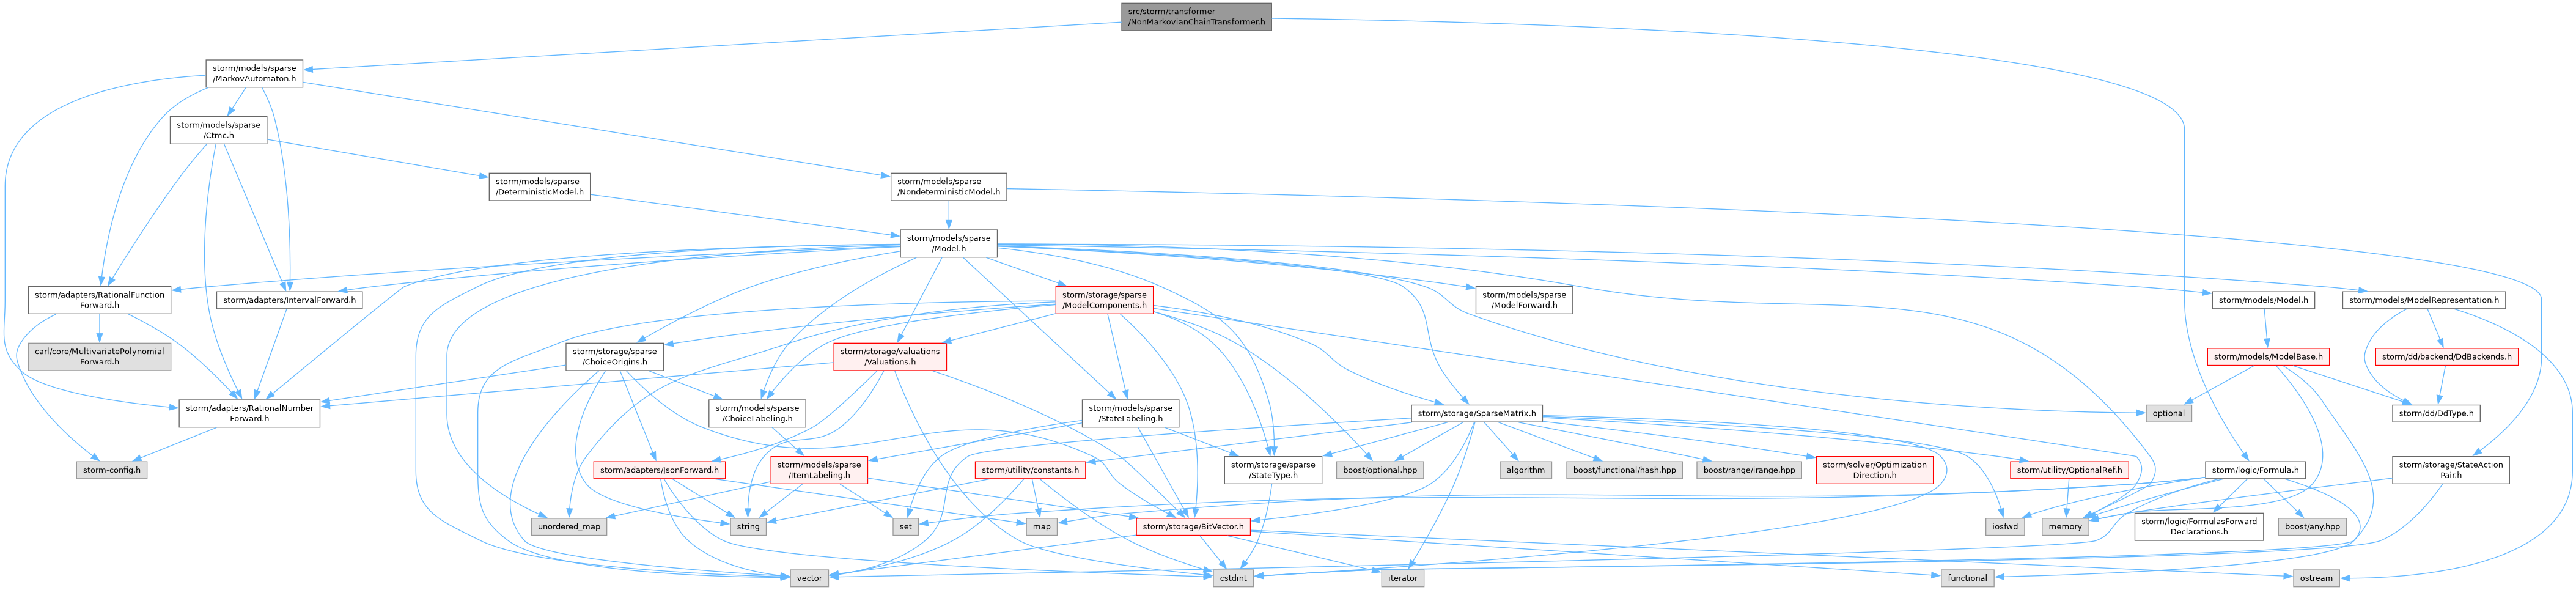 src/storm/transformer
/NonMarkovianChainTransformer.h
storm/models/sparse
/MarkovAutomaton.h
storm/models/sparse
/Ctmc.h
storm/models/sparse
/DeterministicModel.h
storm/models/sparse
/NondeterministicModel.h
storm/models/sparse
/Model.h
storm/adapters/RationalFunction
Forward.h
storm/adapters/IntervalForward.h
storm/storage/sparse
/ModelComponents.h
storm/models/sparse
/ModelForward.h
storm/models/Model.h
storm/models/ModelRepresentation.h
carl/core/MultivariatePolynomial
Forward.h
storm/storage/sparse
/ChoiceOrigins.h
storm/storage/valuations
/Valuations.h
storm/models/ModelBase.h
storm/dd/backend/DdBackends.h
storm/adapters/RationalNumber
Forward.h
storm/models/sparse
/ChoiceLabeling.h
storm/models/sparse
/StateLabeling.h
storm/storage/SparseMatrix.h
optional
storm/dd/DdType.h
storm-config.h
storm/adapters/JsonForward.h
storm/models/sparse
/ItemLabeling.h
storm/utility/constants.h
storm/storage/sparse
/StateType.h
boost/optional.hpp
algorithm
boost/functional/hash.hpp
boost/range/irange.hpp
storm/solver/Optimization
Direction.h
storm/utility/OptionalRef.h
storm/logic/Formula.h
storm/storage/StateAction
Pair.h
unordered_map
string
set
map
storm/storage/BitVector.h
iosfwd
memory
storm/logic/FormulasForward
Declarations.h
boost/any.hpp
vector
cstdint
iterator
functional
ostream